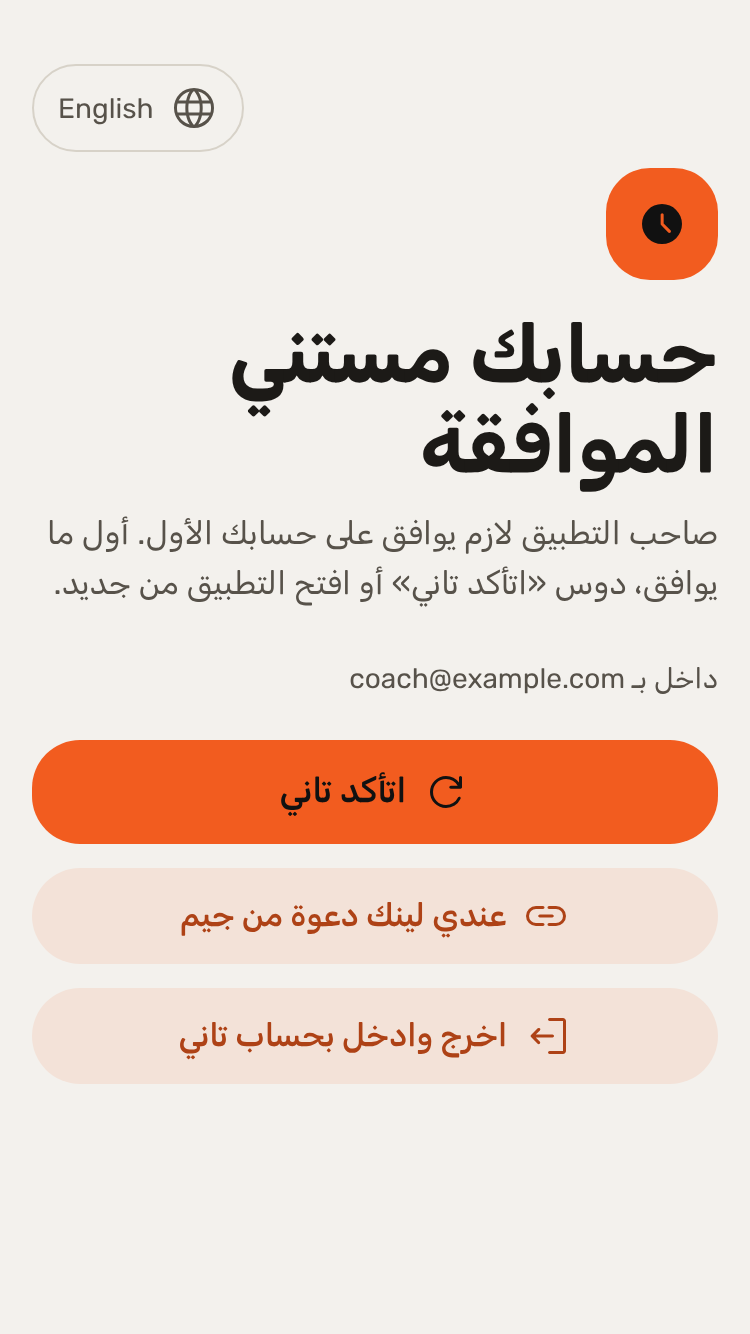 English
حسابك مستني
الموافقة
صاحب التطبيق لازم يوافق على حسابك الأول. أول ما
يوافق، دوس «اتأكد تاني» أو افتح التطبيق من جديد.
داخل بـ coach@example.com
اتأكد تاني
عندي لينك دعوة من جيم
اخرج وادخل بحساب تاني